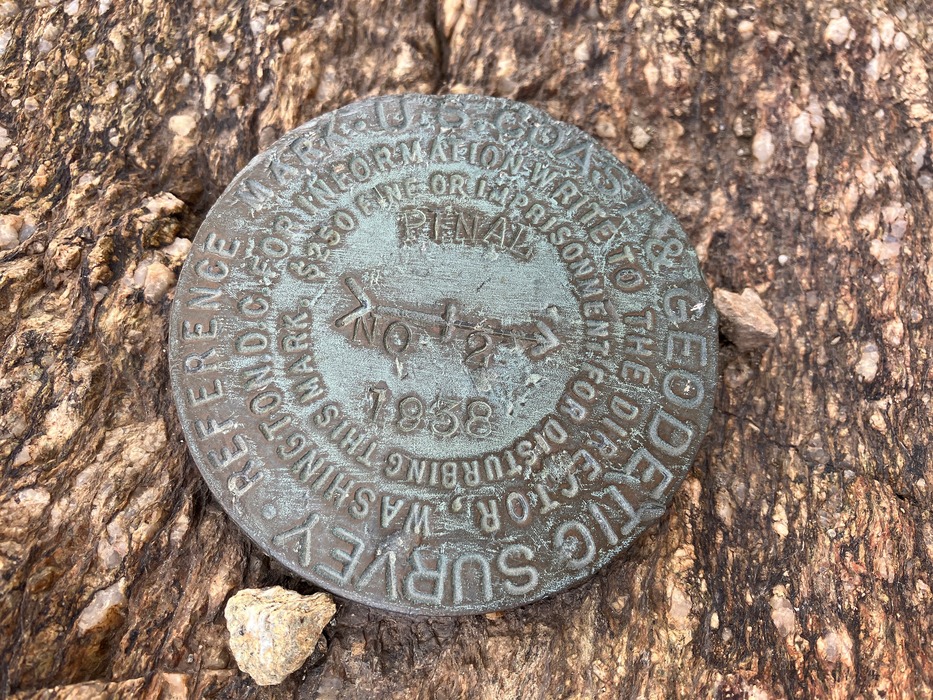 U.S. COAST & GEODETIC SURVEY
REFERENCE MARK
FOR INFORMATION WRITE TO THE DIRECTOR, WASHINGTON D.C.
$250 FINE OR IMPRISONMENT FOR DISTURBING THIS MARK.
PINAL
NO 2
1938